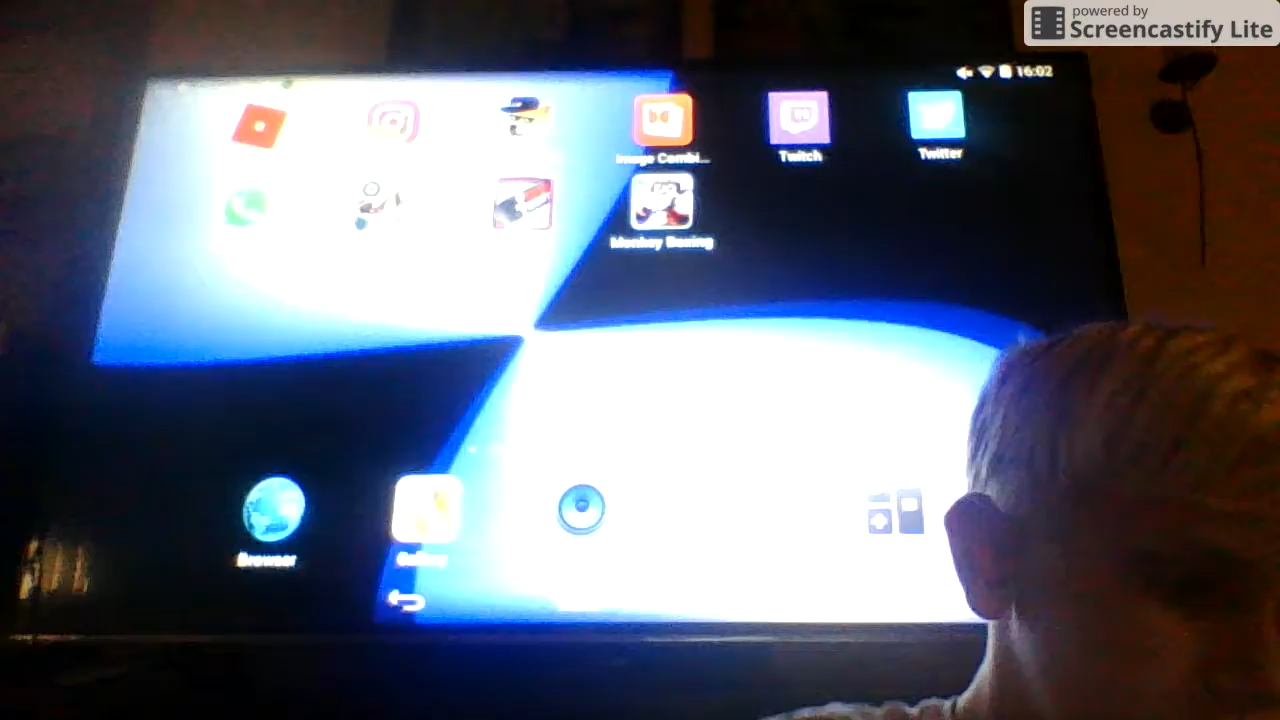 powered by
Screencastify Lite
16:02
Image Combi...
Twitch
Twitter
Monkey Boxing
Browser
Gallery